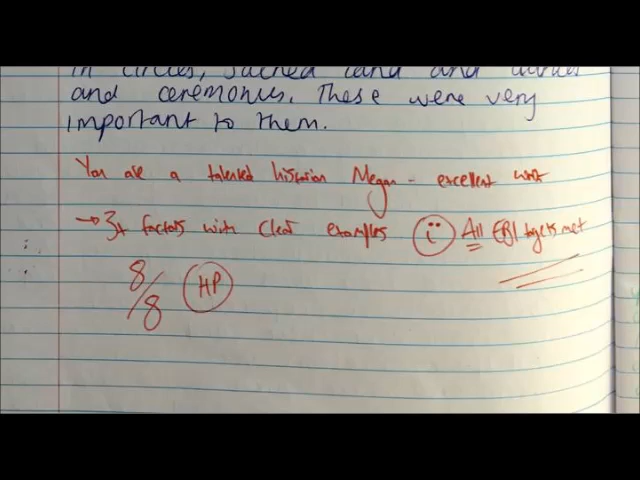 in circles, sacred land and dances
and ceremonies. These were very
important to them.
You are a talented historian Megan - excellent work
→ 3+ factors with clear examples All EBI targets met
8/8 HP